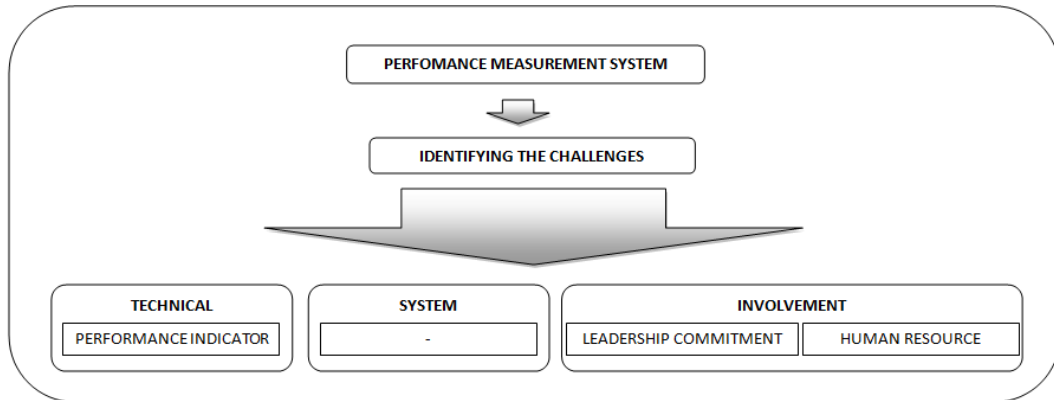 PERFOMANCE MEASUREMENT SYSTEM
IDENTIFYING THE CHALLENGES
TECHNICAL
PERFORMANCE INDICATOR
SYSTEM
-
INVOLVEMENT
LEADERSHIP COMMITMENT
HUMAN RESOURCE